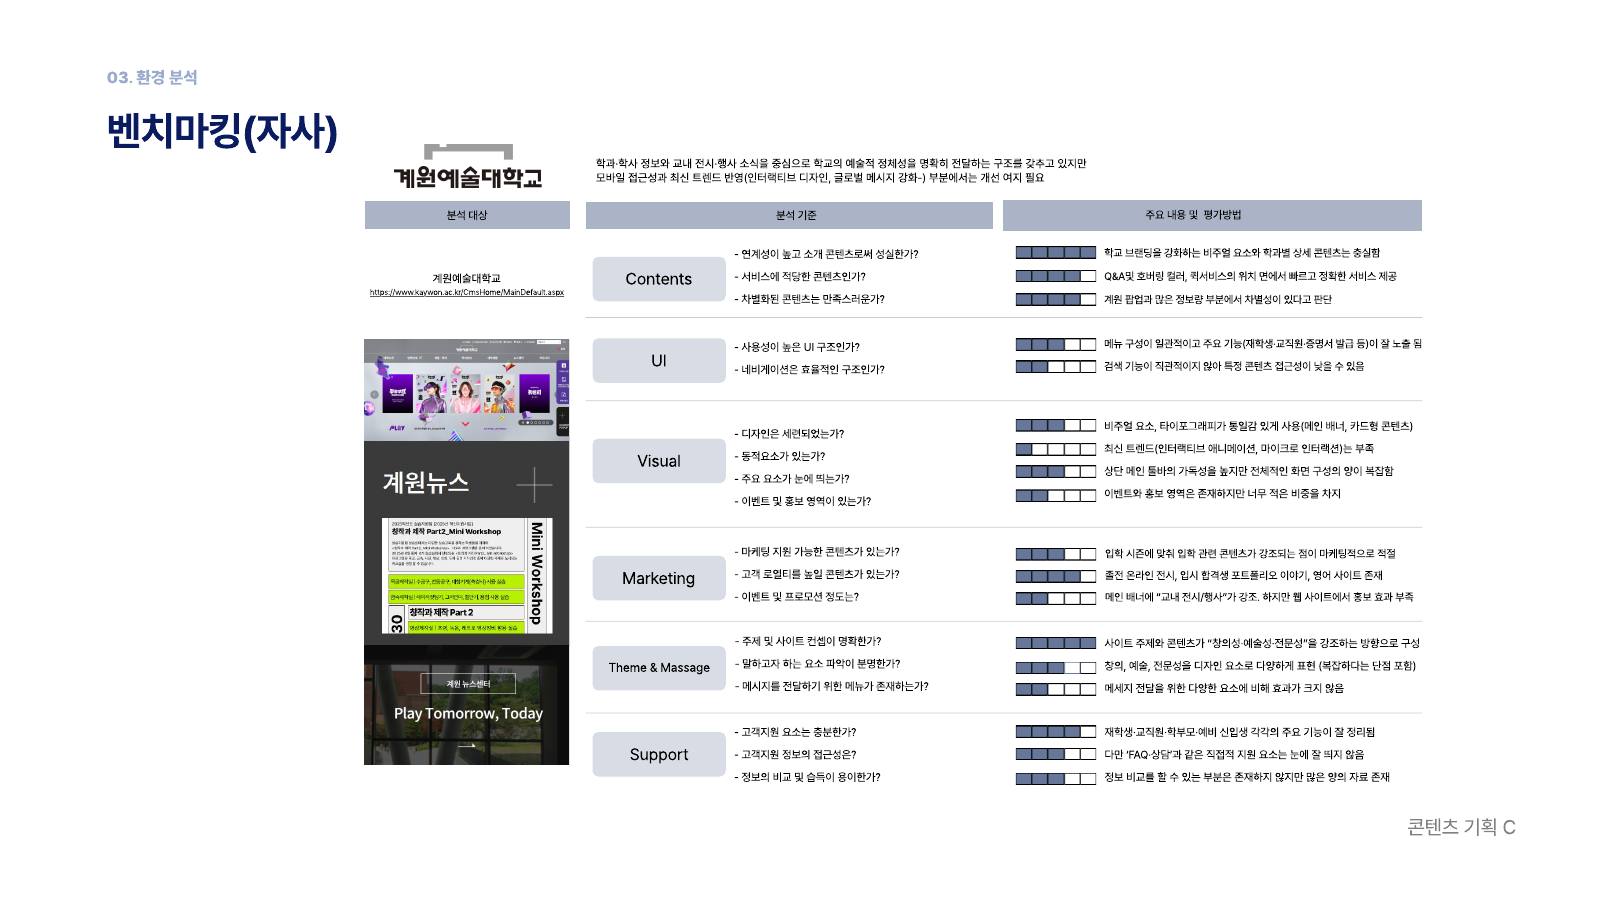 03. 환경 분석
벤치마킹(자사)
계원예술대학교
학과·학사 정보와 교내 전시·행사 소식을 중심으로 학교의 예술적 정체성을 명확히 전달하는 구조를 갖추고 있지만
모바일 접근성과 최신 트렌드 반영(인터랙티브 디자인, 글로벌 메시지 강화~) 부분에서는 개선 여지 필요
분석 대상
분석 기준
주요 내용 및 평가방법
계원예술대학교
https://www.kaywon.ac.kr/CmsHome/MainDefault.aspx
PLAY
계원뉴스
창작과 제작 Part2_Mini Workshop
Mini Workshop
창작과 제작 Part 2
30
계원 뉴스센터
Play Tomorrow, Today
Contents
- 연계성이 높고 소개 콘텐츠로써 성실한가?
- 서비스에 적당한 콘텐츠인가?
- 차별화된 콘텐츠는 만족스러운가?
학교 브랜딩을 강화하는 비주얼 요소와 학과별 상세 콘텐츠는 충실함
Q&A및 호버링 컬러, 퀵서비스의 위치 면에서 빠르고 정확한 서비스 제공
계원 팝업과 많은 정보량 부분에서 차별성이 있다고 판단
UI
- 사용성이 높은 UI 구조인가?
- 네비게이션은 효율적인 구조인가?
메뉴 구성이 일관적이고 주요 기능(재학생·교직원·증명서 발급 등)이 잘 노출 됨
검색 기능이 직관적이지 않아 특정 콘텐츠 접근성이 낮을 수 있음
Visual
- 디자인은 세련되었는가?
- 동적요소가 있는가?
- 주요 요소가 눈에 띄는가?
- 이벤트 및 홍보 영역이 있는가?
비주얼 요소, 타이포그래피가 통일감 있게 사용(메인 배너, 카드형 콘텐츠)
최신 트렌드(인터랙티브 애니메이션, 마이크로 인터랙션)는 부족
상단 메인 툴바의 가독성을 높지만 전체적인 화면 구성의 양이 복잡함
이벤트와 홍보 영역은 존재하지만 너무 적은 비중을 차지
Marketing
- 마케팅 지원 가능한 콘텐츠가 있는가?
- 고객 로열티를 높일 콘텐츠가 있는가?
- 이벤트 및 프로모션 정도는?
입학 시즌에 맞춰 입학 관련 콘텐츠가 강조되는 점이 마케팅적으로 적절
졸전 온라인 전시, 입시 합격생 포트폴리오 이야기, 영어 사이트 존재
메인 배너에 “교내 전시/행사”가 강조. 하지만 웹 사이트에서 홍보 효과 부족
Theme & Massage
- 주제 및 사이트 컨셉이 명확한가?
- 말하고자 하는 요소 파악이 분명한가?
- 메시지를 전달하기 위한 메뉴가 존재하는가?
사이트 주제와 콘텐츠가 “창의성·예술성·전문성”을 강조하는 방향으로 구성
창의, 예술, 전문성을 디자인 요소로 다양하게 표현 (복잡하다는 단점 포함)
메세지 전달을 위한 다양한 요소에 비해 효과가 크지 않음
Support
- 고객지원 요소는 충분한가?
- 고객지원 정보의 접근성은?
- 정보의 비교 및 습득이 용이한가?
재학생·교직원·학부모·예비 신입생 각각의 주요 기능이 잘 정리됨
다만 ‘FAQ·상담’과 같은 직접적 지원 요소는 눈에 잘 띄지 않음
정보 비교를 할 수 있는 부분은 존재하지 않지만 많은 양의 자료 존재
콘텐츠 기획 C